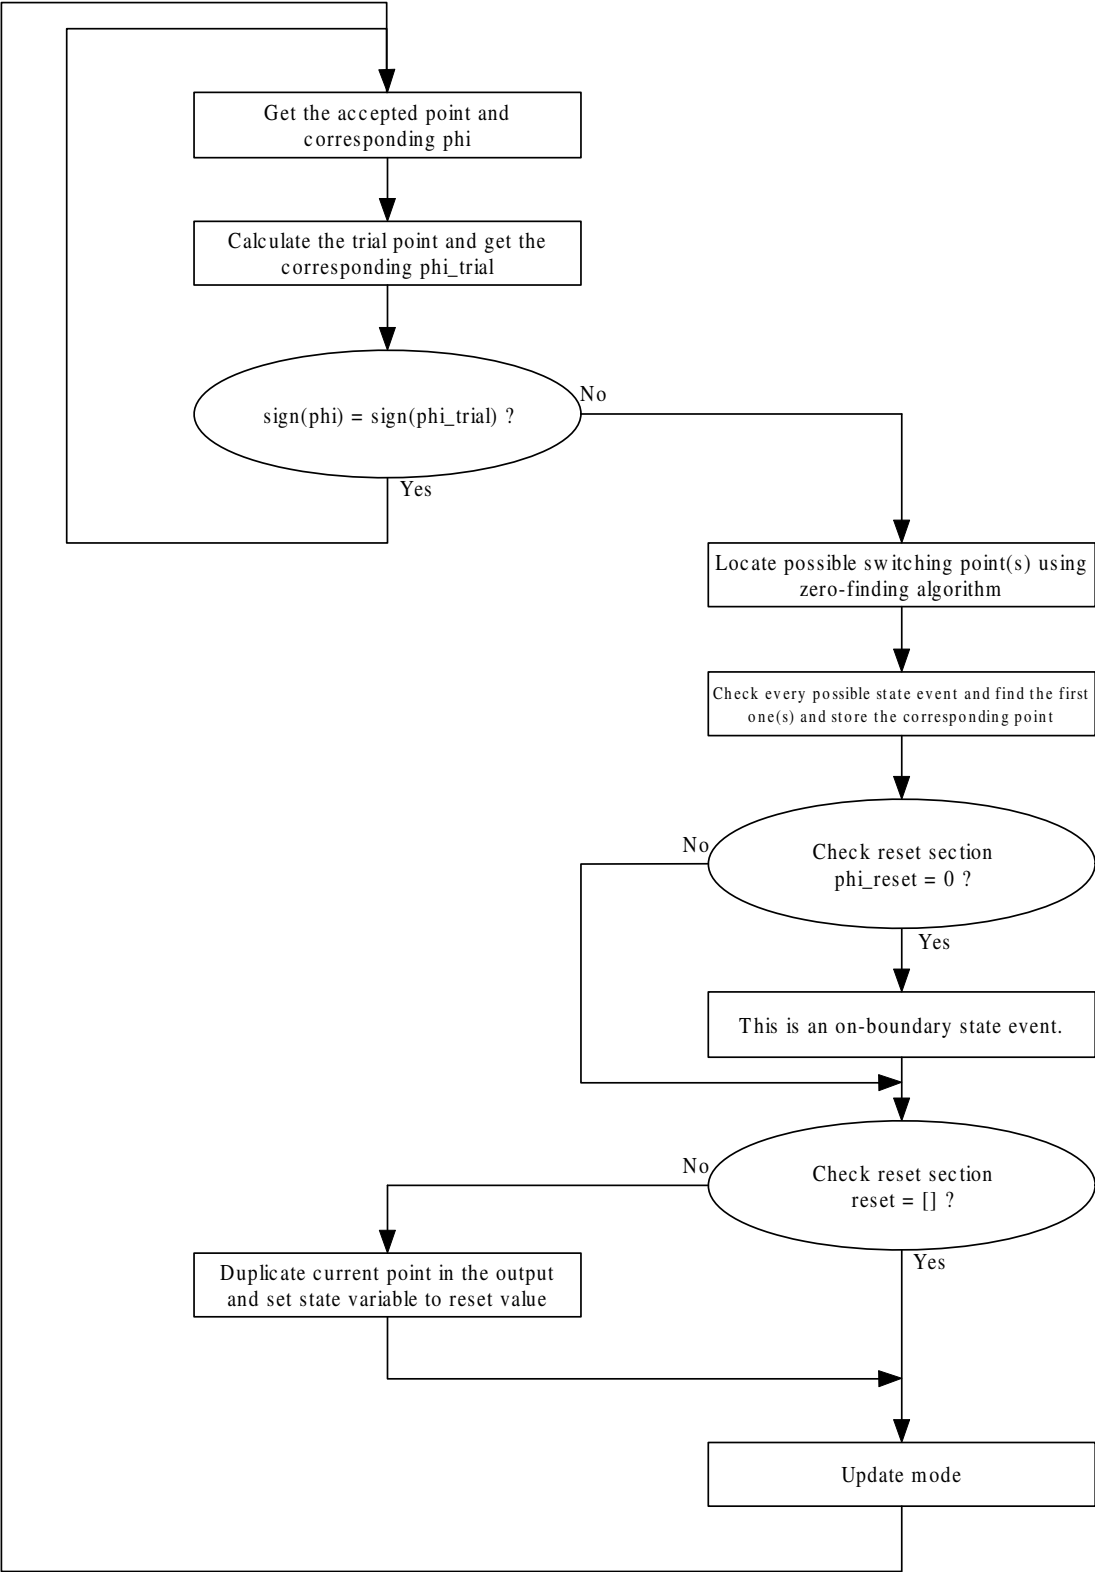 Get the accepted point and
corresponding phi
Calculate the trial point and get the
corresponding phi_trial
sign(phi) = sign(phi_trial) ?
No
Yes
Locate possible switching point(s) using
zero-finding algorithm
Check every possible state event and find the first
one(s) and store the corresponding point
Check reset section
phi_reset = 0 ?
No
Yes
This is an on-boundary state event.
Check reset section
reset = [] ?
No
Yes
Duplicate current point in the output
and set state variable to reset value
Update mode